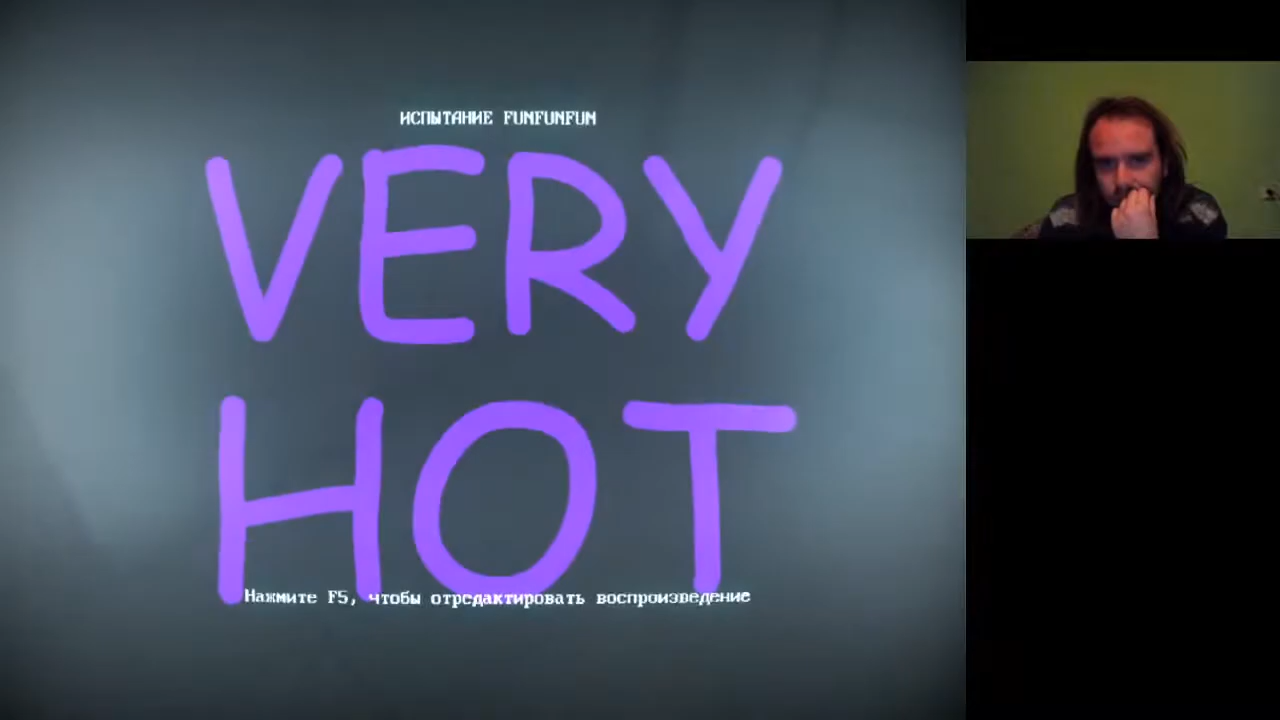 ИСПЫТАНИЕ FUNFUNFUN
VERY
HOT
Нажмите F5, чтобы отредактировать воспроизведение